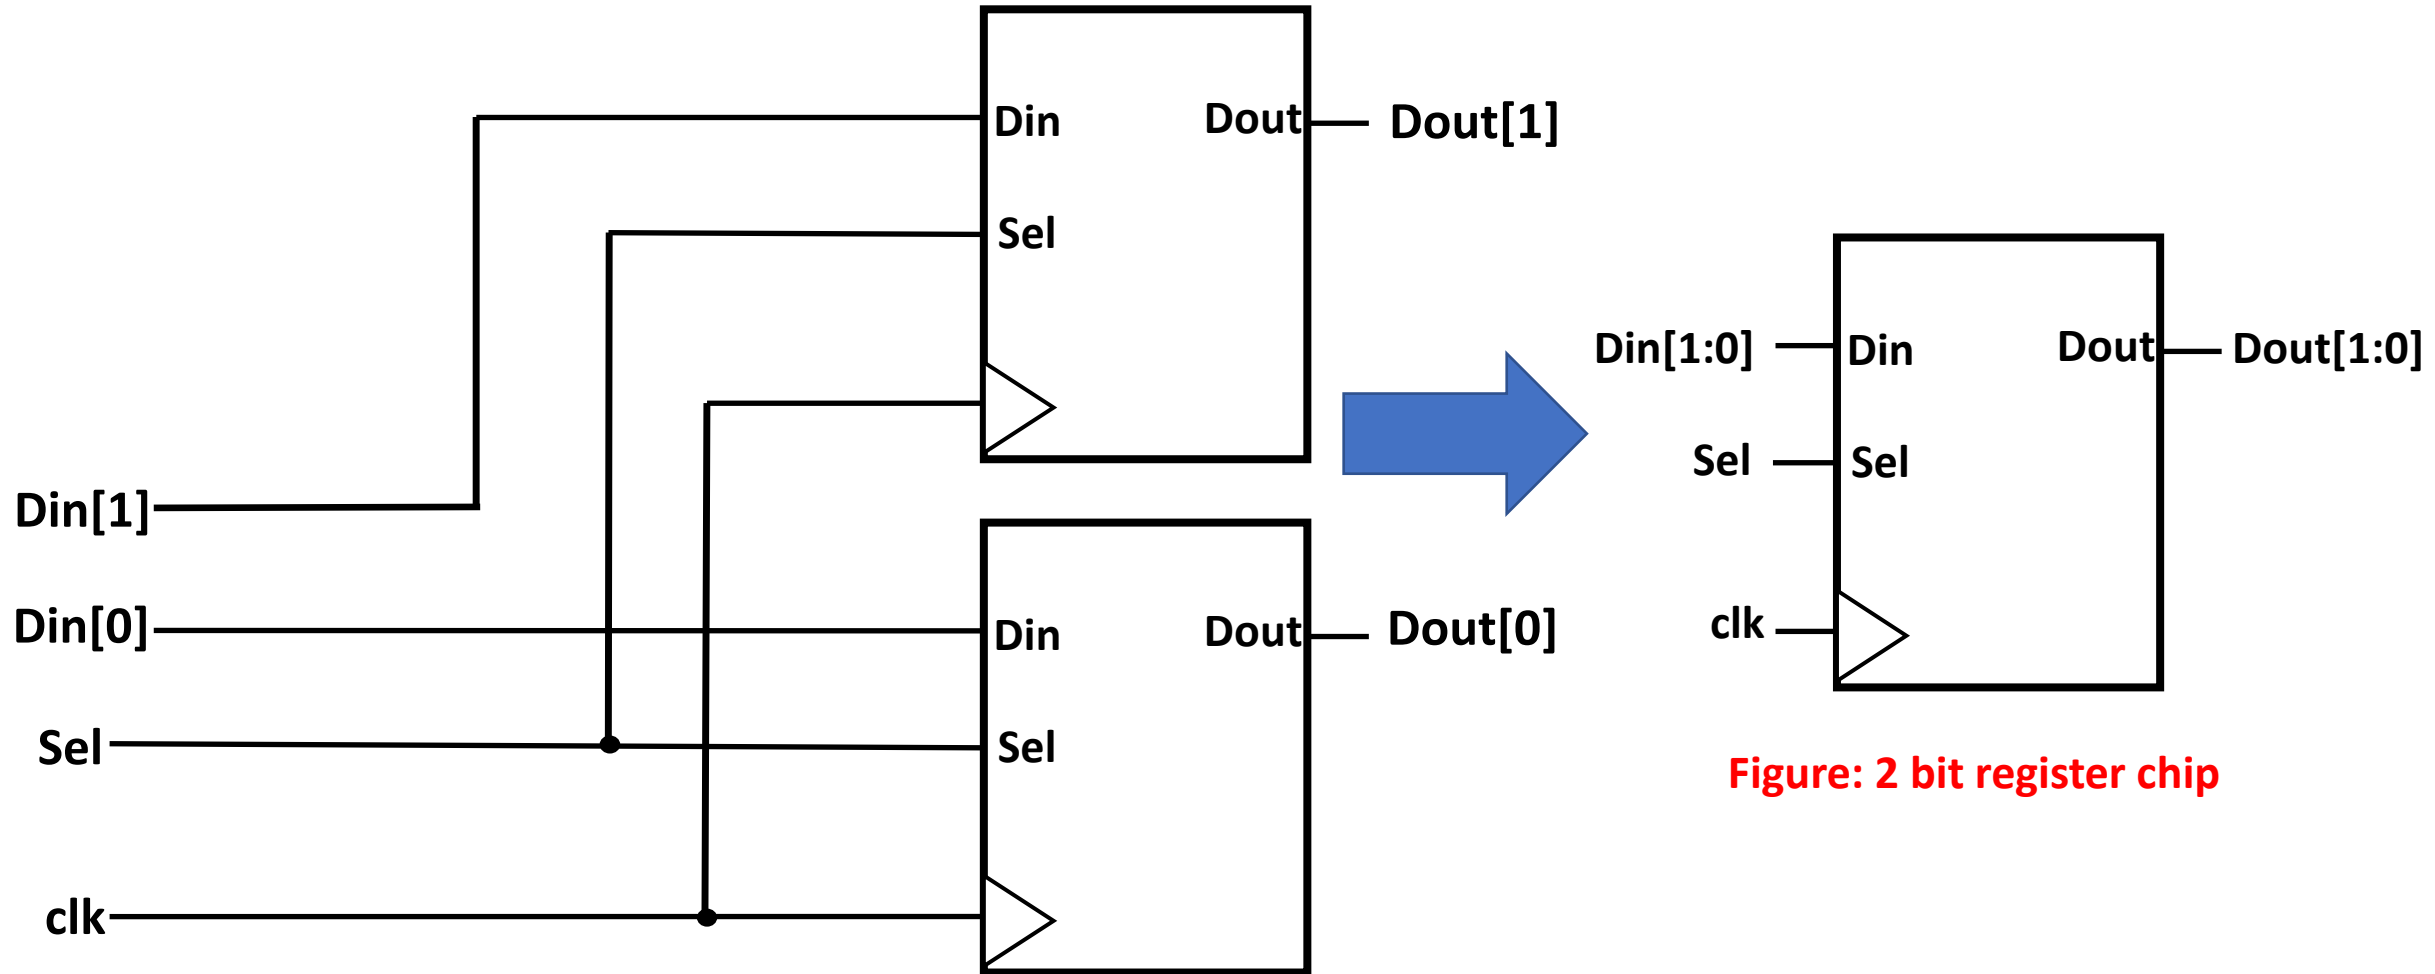 Din
Dout
Dout[1]
Sel
Din[1]
Din[0]
Din
Dout
Dout[0]
Sel
Sel
clk
Din[1:0]
Din
Dout
Dout[1:0]
Sel
Sel
clk
Figure: 2 bit register chip